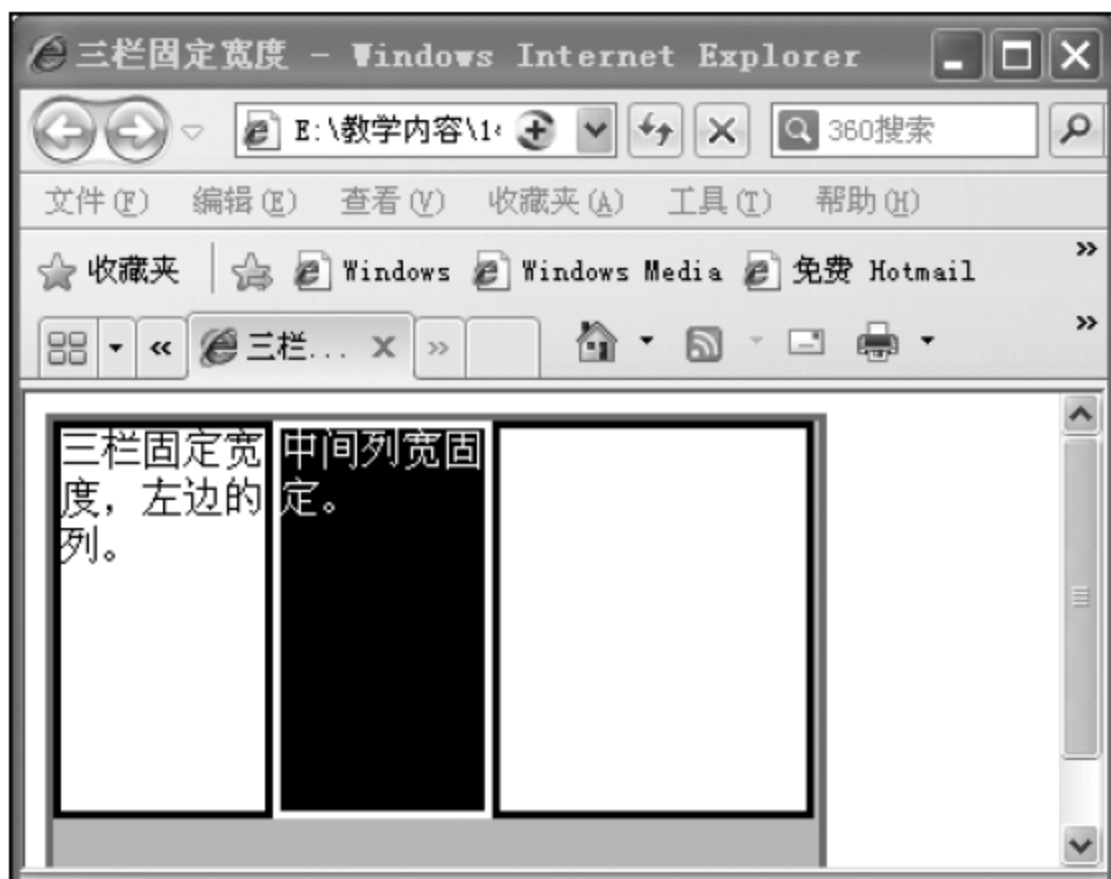 三栏固定宽度 - Windows Internet Explorer
E:\教学内容\1 360搜索
文件(F) 编辑(E) 查看(V) 收藏夹(A) 工具(T) 帮助(H)
收藏夹 Windows Windows Media 免费 Hotmail »
« 三栏... X » »
三栏固定宽
度，左边的
列。
中间列宽固
定。